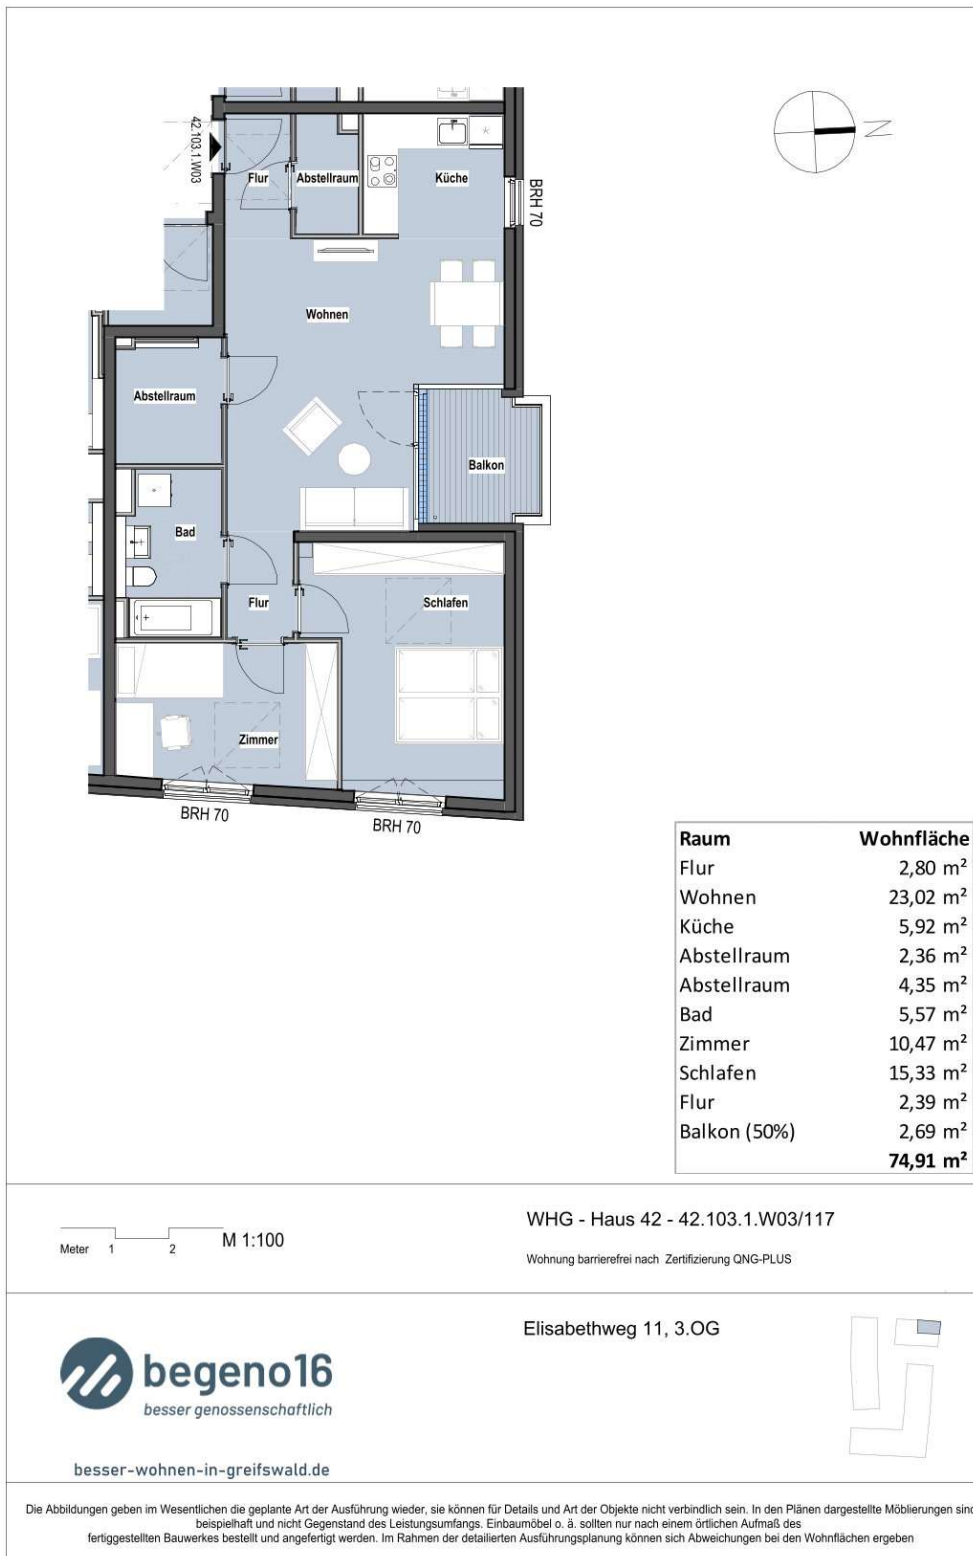 42.103.1.W03
Flur
Abstellraum
Küche
BRH 70
Wohnen
Abstellraum
Balkon
Bad
Flur
Schlafen
Zimmer
BRH 70
BRH 70
N
Raum Wohnfläche
Flur 2,80 m²
Wohnen 23,02 m²
Küche 5,92 m²
Abstellraum 2,36 m²
Abstellraum 4,35 m²
Bad 5,57 m²
Zimmer 10,47 m²
Schlafen 15,33 m²
Flur 2,39 m²
Balkon (50%) 2,69 m²
74,91 m²
Meter 1 2 M 1:100
WHG - Haus 42 - 42.103.1.W03/117
Wohnung barrierefrei nach Zertifizierung QNG-PLUS
Elisabethweg 11, 3.OG
begeno16
besser genossenschaftlich
besser-wohnen-in-greifswald.de
Die Abbildungen geben im Wesentlichen die geplante Art der Ausführung wieder, sie können für Details und Art der Objekte nicht verbindlich sein. In den Plänen dargestellte Möblierungen sind
beispielhaft und nicht Gegenstand des Leistungsumfangs. Einbaumöbel o. ä. sollten nur nach einem örtlichen Aufmaß des
fertiggestellten Bauwerkes bestellt und angefertigt werden. Im Rahmen der detailierten Ausführungsplanung können sich Abweichungen bei den Wohnflächen ergeben